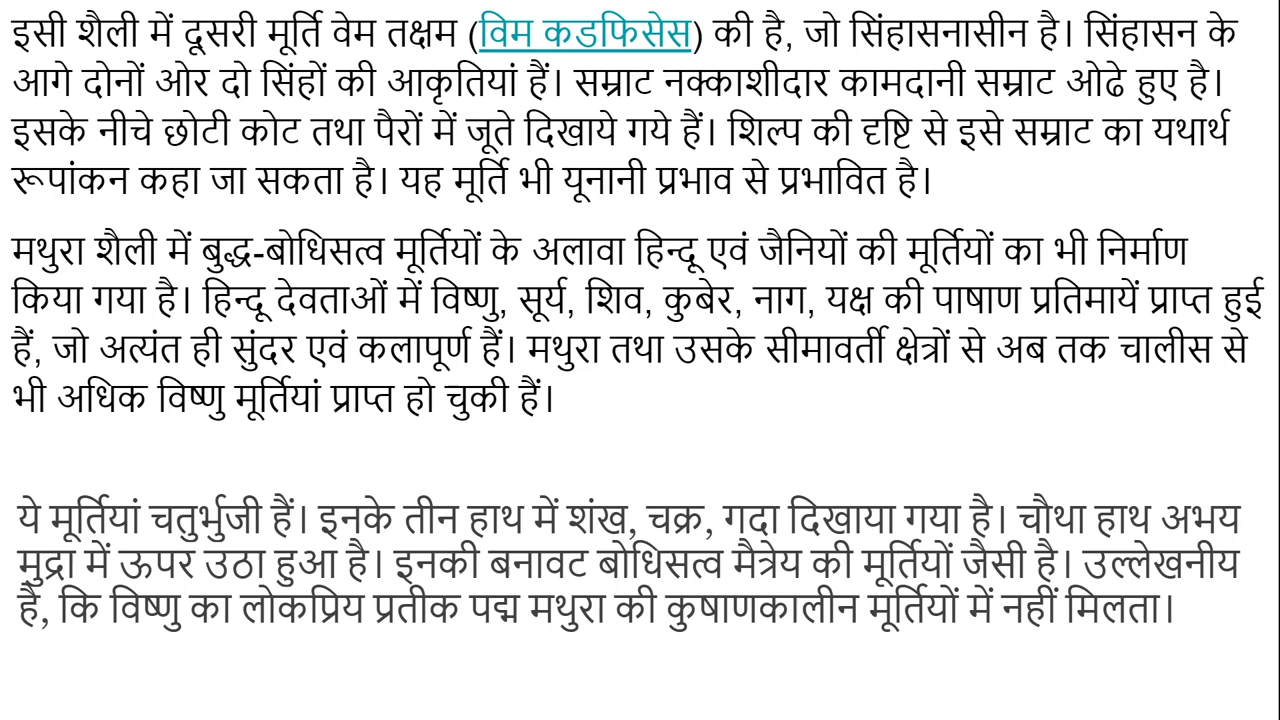 इसी शैली में दूसरी मूर्ति वेम तक्षम (विम कडफिसेस) की है, जो सिंहासनासीन है। सिंहासन के
आगे दोनों ओर दो सिंहों की आकृतियां हैं। सम्राट नक्काशीदार कामदानी सम्राट ओढे हुए है।
इसके नीचे छोटी कोट तथा पैरों में जूते दिखाये गये हैं। शिल्प की दृष्टि से इसे सम्राट का यथार्थ
रूपांकन कहा जा सकता है। यह मूर्ति भी यूनानी प्रभाव से प्रभावित है।
मथुरा शैली में बुद्ध-बोधिसत्व मूर्तियों के अलावा हिन्दू एवं जैनियों की मूर्तियों का भी निर्माण
किया गया है। हिन्दू देवताओं में विष्णु, सूर्य, शिव, कुबेर, नाग, यक्ष की पाषाण प्रतिमायें प्राप्त हुई
हैं, जो अत्यंत ही सुंदर एवं कलापूर्ण हैं। मथुरा तथा उसके सीमावर्ती क्षेत्रों से अब तक चालीस से
भी अधिक विष्णु मूर्तियां प्राप्त हो चुकी हैं।
ये मूर्तियां चतुर्भुजी हैं। इनके तीन हाथ में शंख, चक्र, गदा दिखाया गया है। चौथा हाथ अभय
मुद्रा में ऊपर उठा हुआ है। इनकी बनावट बोधिसत्व मैत्रेय की मूर्तियों जैसी है। उल्लेखनीय
है, कि विष्णु का लोकप्रिय प्रतीक पद्म मथुरा की कुषाणकालीन मूर्तियों में नहीं मिलता।